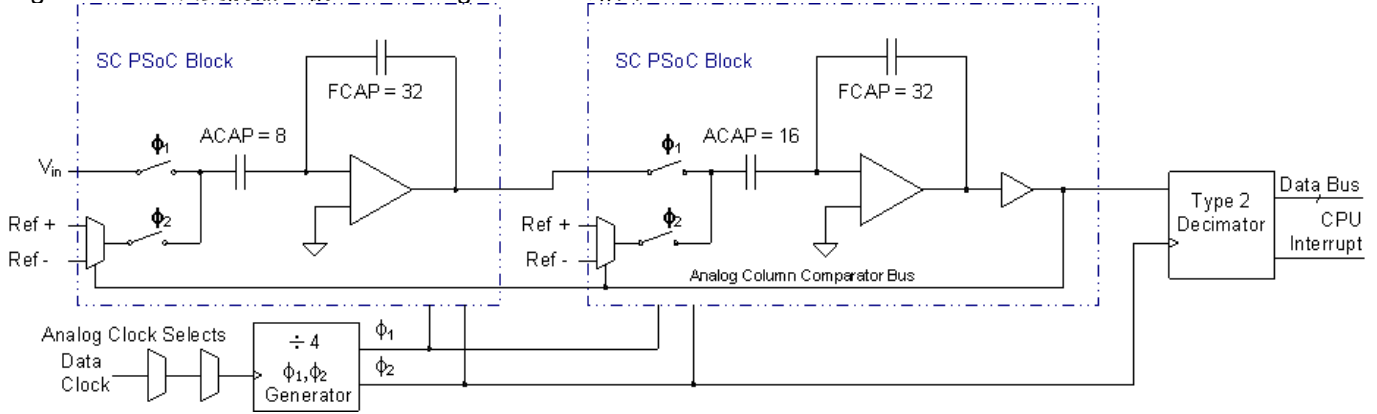 SC PSoC Block
SC PSoC Block
FCAP = 32
FCAP = 32
ϕ1
ACAP = 8
ϕ1
ACAP = 16
Vin
ϕ2
ϕ2
Ref +
Ref -
Ref +
Ref -
Type 2
Decimator
Data Bus
CPU
Interrupt
Analog Column Comparator Bus
Analog Clock Selects
Data
Clock
÷ 4
ϕ1,ϕ2
Generator
ϕ1
ϕ2